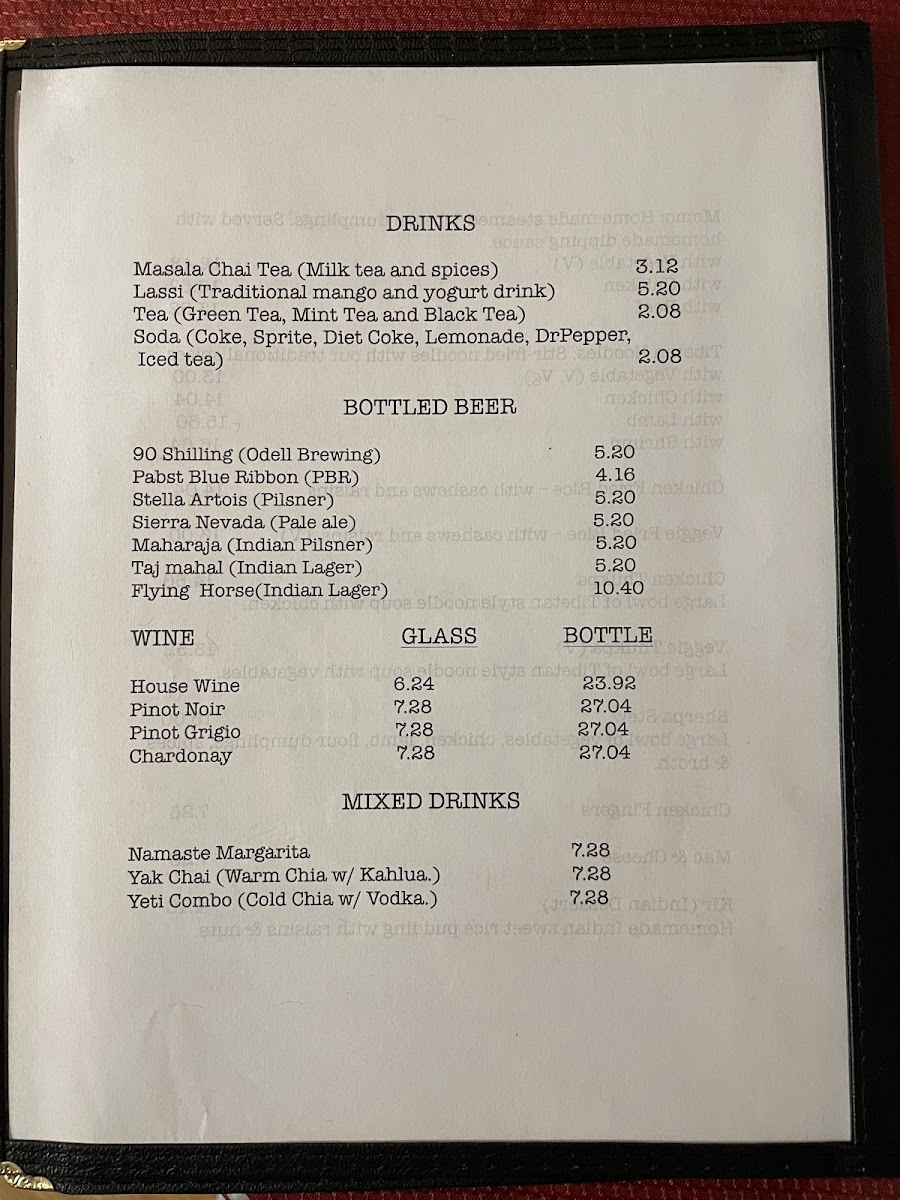 DRINKS
Masala Chai Tea (Milk tea and spices) 3.12
Lassi (Traditional mango and yogurt drink) 5.20
Tea (Green Tea, Mint Tea and Black Tea) 2.08
Soda (Coke, Sprite, Diet Coke, Lemonade, DrPepper,
Iced tea) 2.08
BOTTLED BEER
90 Shilling (Odell Brewing) 5.20
Pabst Blue Ribbon (PBR) 4.16
Stella Artois (Pilsner) 5.20
Sierra Nevada (Pale ale) 5.20
Maharaja (Indian Pilsner) 5.20
Taj mahal (Indian Lager) 5.20
Flying Horse(Indian Lager) 10.40
WINE GLASS BOTTLE
House Wine 6.24 23.92
Pinot Noir 7.28 27.04
Pinot Grigio 7.28 27.04
Chardonay 7.28 27.04
MIXED DRINKS
Namaste Margarita 7.28
Yak Chai (Warm Chia w/ Kahlua.) 7.28
Yeti Combo (Cold Chia w/ Vodka.) 7.28